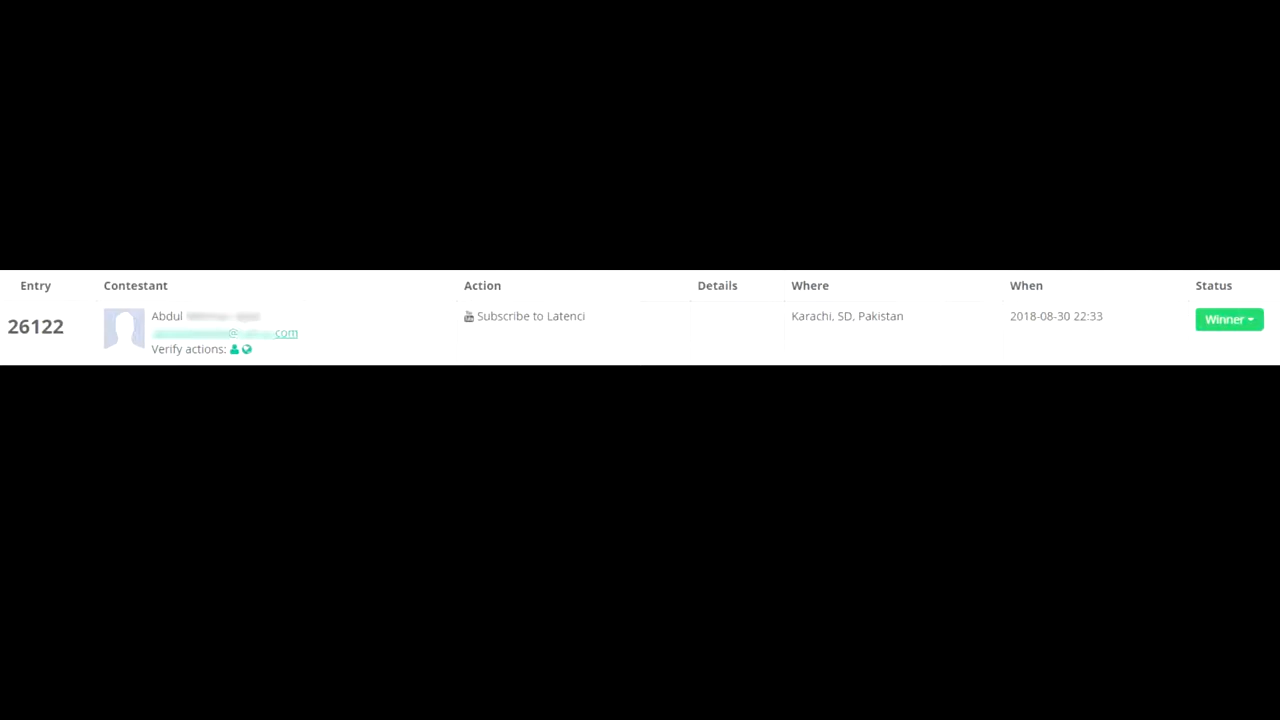 Entry Contestant Action Details Where When Status
26122 Abdul Subscribe to Latenci Karachi, SD, Pakistan 2018-08-30 22:33 Winner
com
Verify actions: